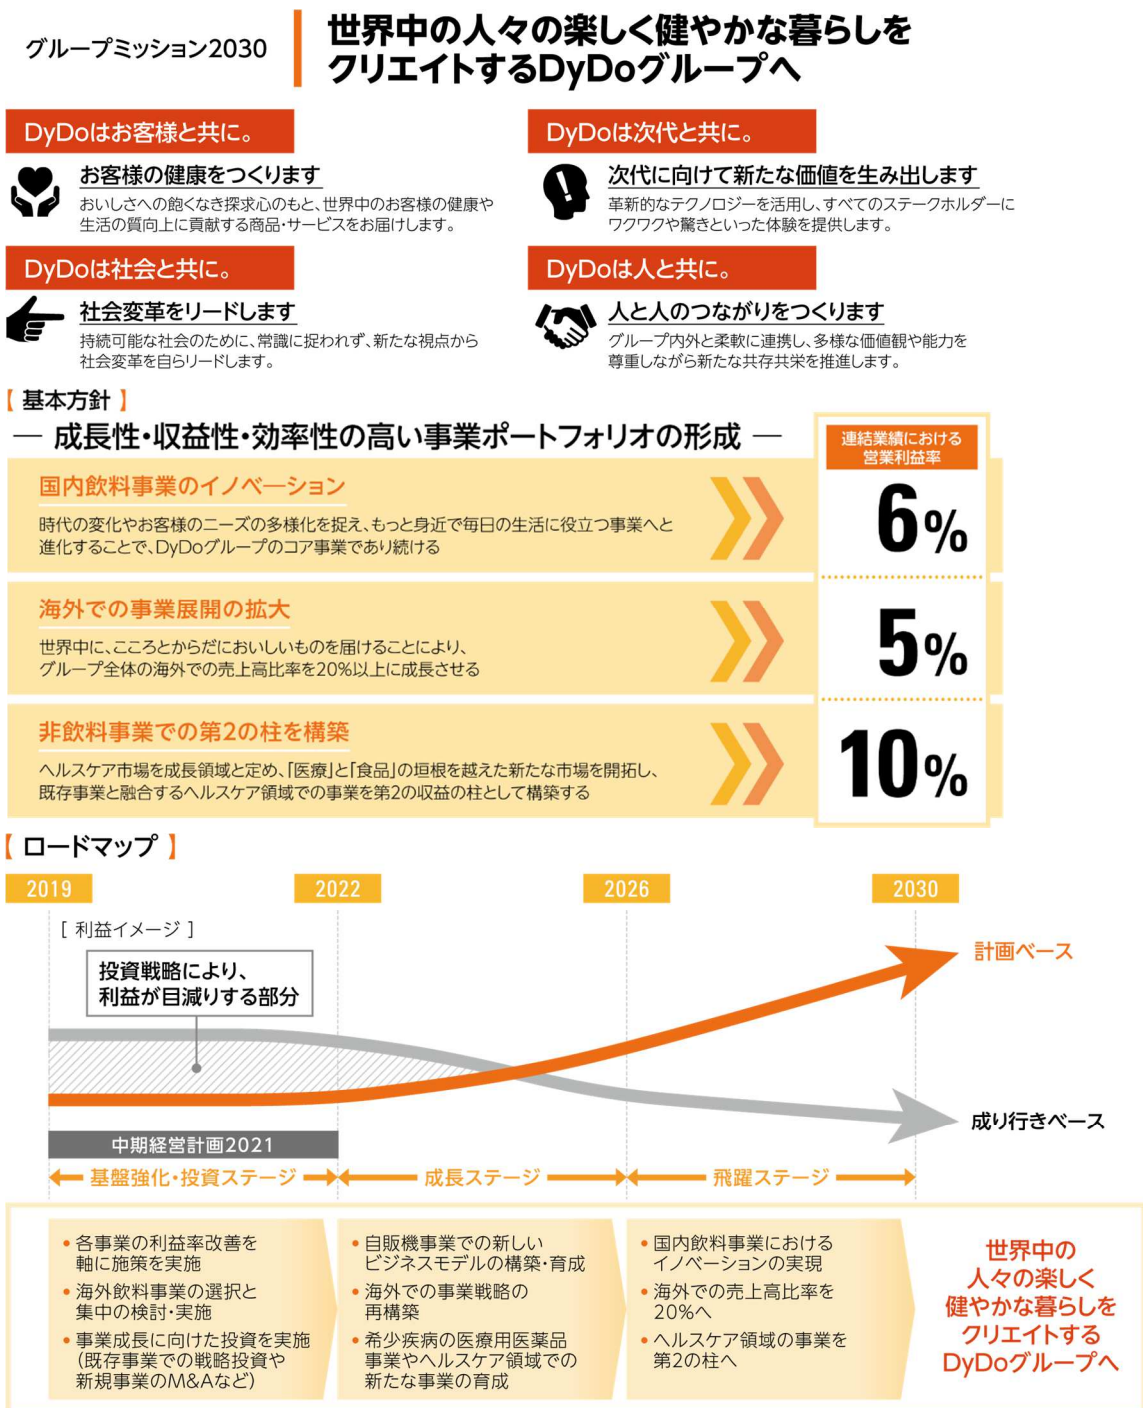 グループミッション2030
世界中の人々の楽しく健やかな暮らしを
クリエイトするDyDoグループへ
DyDoはお客様と共に。
お客様の健康をつくります
おいしさへの飽くなき探求心のもと、世界中のお客様の健康や
生活の質向上に貢献する商品・サービスをお届けします。
DyDoは次代と共に。
次代に向けて新たな価値を生み出します
革新的なテクノロジーを活用し、すべてのステークホルダーに
ワクワクや驚きといった体験を提供します。
DyDoは社会と共に。
社会変革をリードします
持続可能な社会のために、常識に捉われず、新たな視点から
社会変革を自らリードします。
DyDoは人と共に。
人と人のつながりをつくります
グループ内外と柔軟に連携し、多様な価値観や能力を
尊重しながら新たな共存共栄を推進します。
【 基本方針 】
― 成長性・収益性・効率性の高い事業ポートフォリオの形成 ―
連結業績における
営業利益率
国内飲料事業のイノベーション
時代の変化やお客様のニーズの多様化を捉え、もっと身近で毎日の生活に役立つ事業へと
進化することで、DyDoグループのコア事業であり続ける
6%
海外での事業展開の拡大
世界中に、こころとからだにおいしいものを届けることにより、
グループ全体の海外での売上高比率を20%以上に成長させる
5%
非飲料事業での第2の柱を構築
ヘルスケア市場を成長領域と定め、「医療」と「食品」の垣根を越えた新たな市場を開拓し、
既存事業と融合するヘルスケア領域での事業を第2の収益の柱として構築する
10%
【 ロードマップ 】
2019
2022
2026
2030
[ 利益イメージ ]
投資戦略により、
利益が目減りする部分
計画ベース
成り行きベース
中期経営計画2021
基盤強化・投資ステージ
成長ステージ
飛躍ステージ
• 各事業の利益率改善を
軸に施策を実施
• 海外飲料事業の選択と
集中の検討・実施
• 事業成長に向けた投資を実施
(既存事業での戦略投資や
新規事業のM&Aなど)
• 自販機事業での新しい
ビジネスモデルの構築・育成
• 海外での事業戦略の
再構築
• 希少疾病の医療用医薬品
事業やヘルスケア領域での
新たな事業の育成
• 国内飲料事業における
イノベーションの実現
• 海外での売上高比率を
20%へ
• ヘルスケア領域の事業を
第2の柱へ
世界中の
人々の楽しく
健やかな暮らしを
クリエイトする
DyDoグループへ